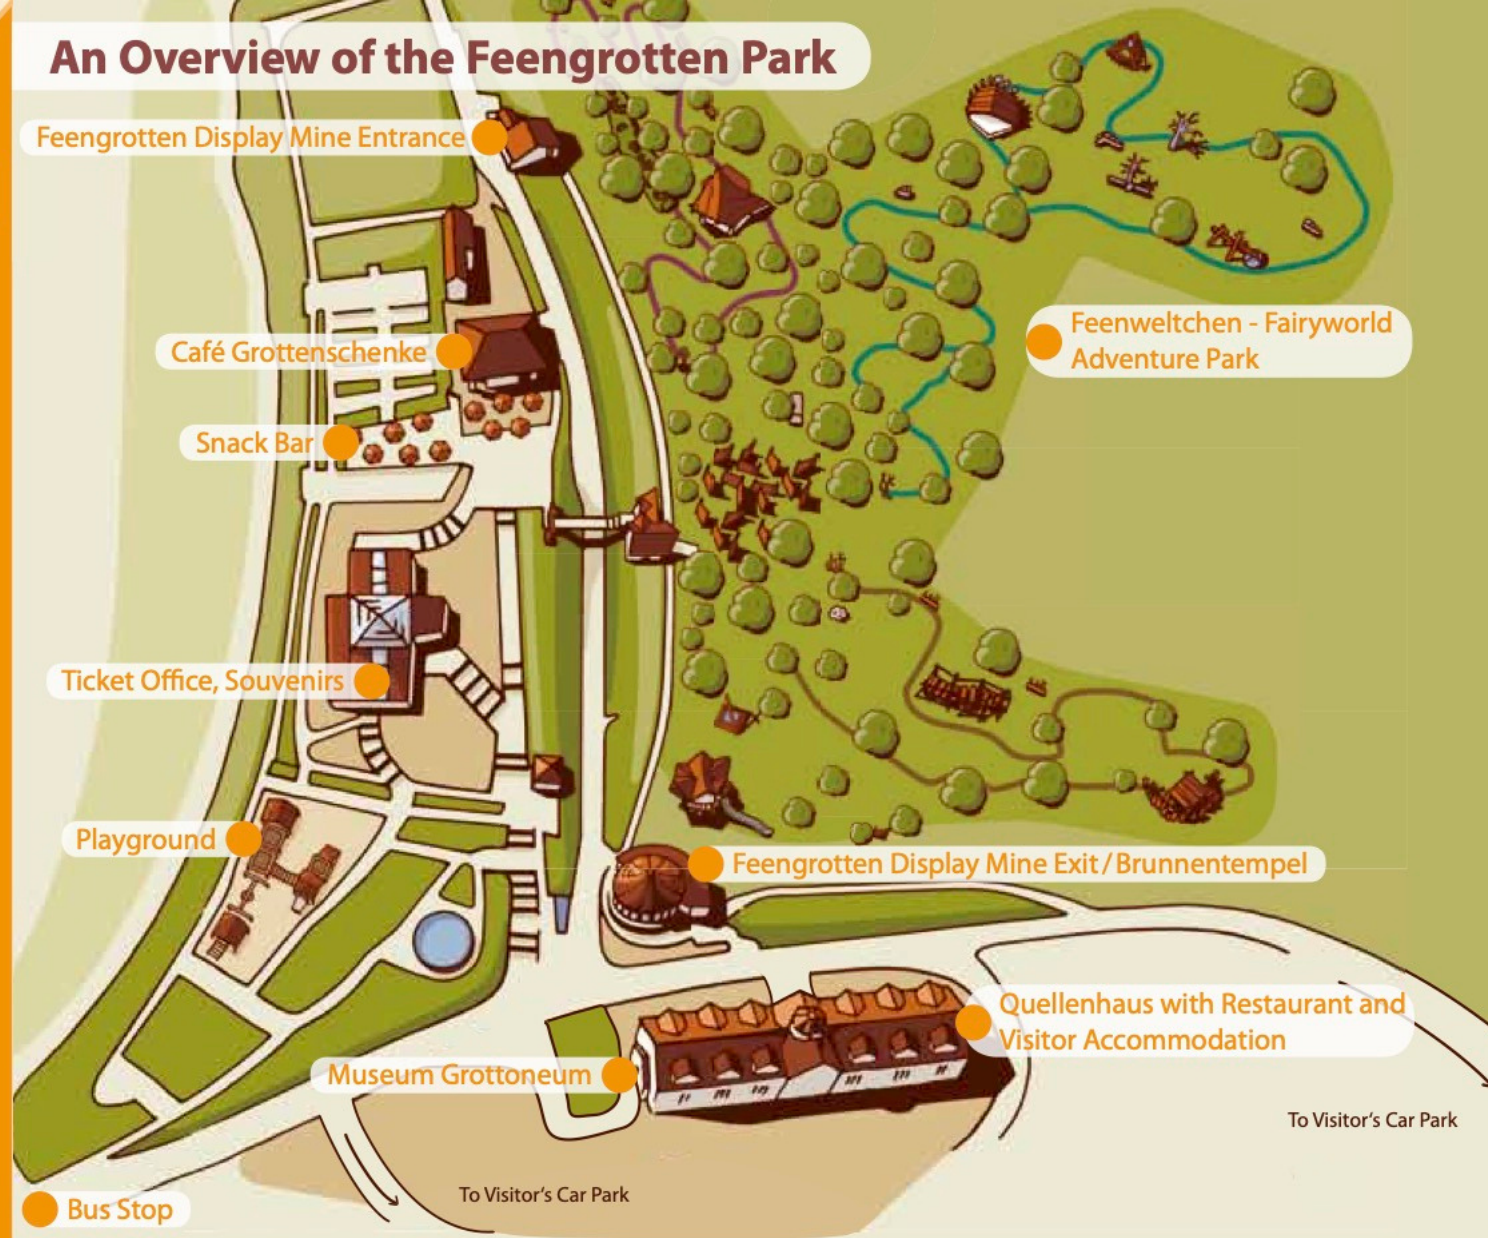 An Overview of the Feengrotten Park
Feengrotten Display Mine Entrance
Café Grottenschenke
Feenweltchen - Fairyworld
Adventure Park
Snack Bar
Ticket Office, Souvenirs
Playground
Feengrotten Display Mine Exit / Brunnentempel
Quellenhaus with Restaurant and
Visitor Accommodation
Museum Grottoneum
To Visitor's Car Park
To Visitor's Car Park
Bus Stop